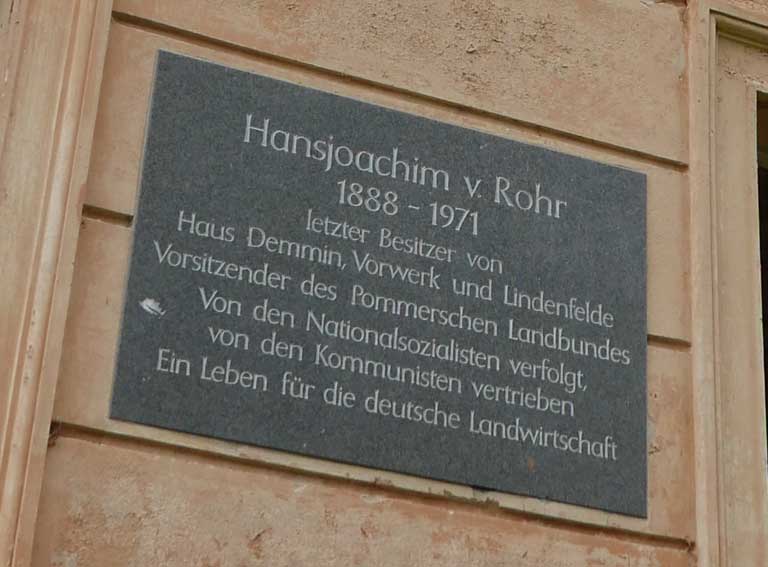 Hansjoachim v. Rohr
1888 - 1971
letzter Besitzer von
Haus Demmin, Vorwerk und Lindenfelde
Vorsitzender des Pommerschen Landbundes
Von den Nationalsozialisten verfolgt,
von den Kommunisten vertrieben
Ein Leben für die deutsche Landwirtschaft